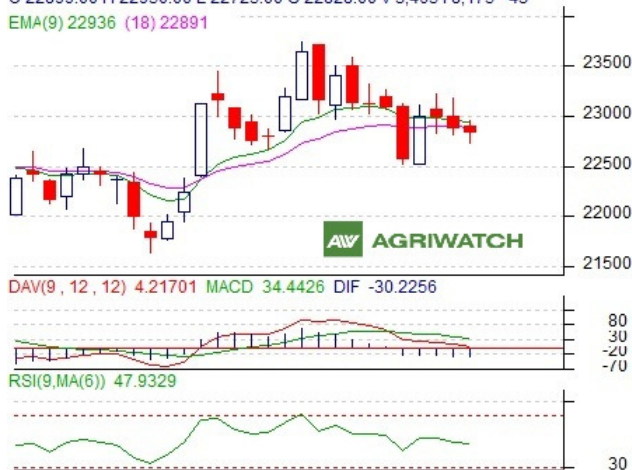 EMA(9) 22936 (18) 22891
23500
23000
22500
22000
21500
AW AGRIWATCH
DAV(9 , 12 , 12) 4.21701 MACD 34.4426 DIF -30.2256
80
30
-20
-70
RSI(9,MA(6)) 47.9329
30